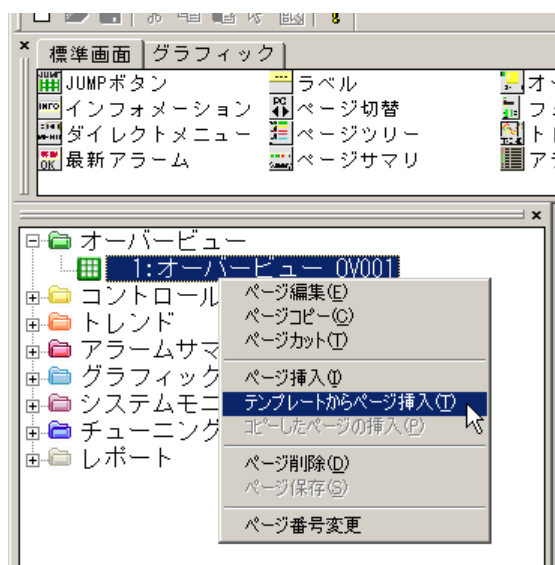 標準画面 グラフィック
JUMPボタン ラベル オー
インフォメーション ページ切替 フ
ダイレクトメニュー ページツリー ト
最新アラーム ページサマリ ア
オーバービュー
1:オーバービュー OV001
コントロール
トレンド
アラームサマ
グラフィック
システムモニ
チューニング
レポート
ページ編集(E)
ページコピー(C)
ページカット(T)
ページ挿入(I)
テンプレートからページ挿入(T)
コピーしたページの挿入(P)
ページ削除(D)
ページ保存(S)
ページ番号変更